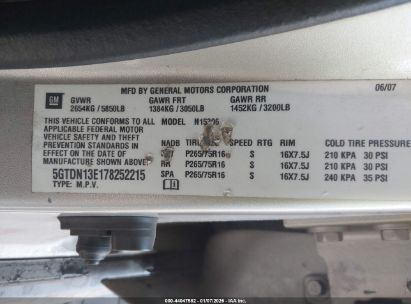 MFD BY GENERAL MOTORS CORPORATION 06/07
GM GVWR GAWR FRT GAWR RR
2654KG / 5850LB 1384KG / 3050LB 1452KG / 3200LB
THIS VEHICLE CONFORMS TO ALL MODEL
APPLICABLE FEDERAL MOTOR
VEHICLE SAFETY AND THEFT NADB SPEED RTG RIM COLD TIRE PRESSURE
PREVENTION STANDARDS IN P265/75R16 S 16X7.5J 210 KPA 30 PSI
EFFECT ON THE DATE OF P265/75R16 S 16X7.5J 210 KPA 30 PSI
MANUFACTURE SHOWN ABOVE. RR
5GTDN13E178252215 SPA P265/75R16 S 16X7.5J 240 KPA 35 PSI
TYPE: M.P.V.
000-44047582 - 01/07/2026 - IAA Inc.